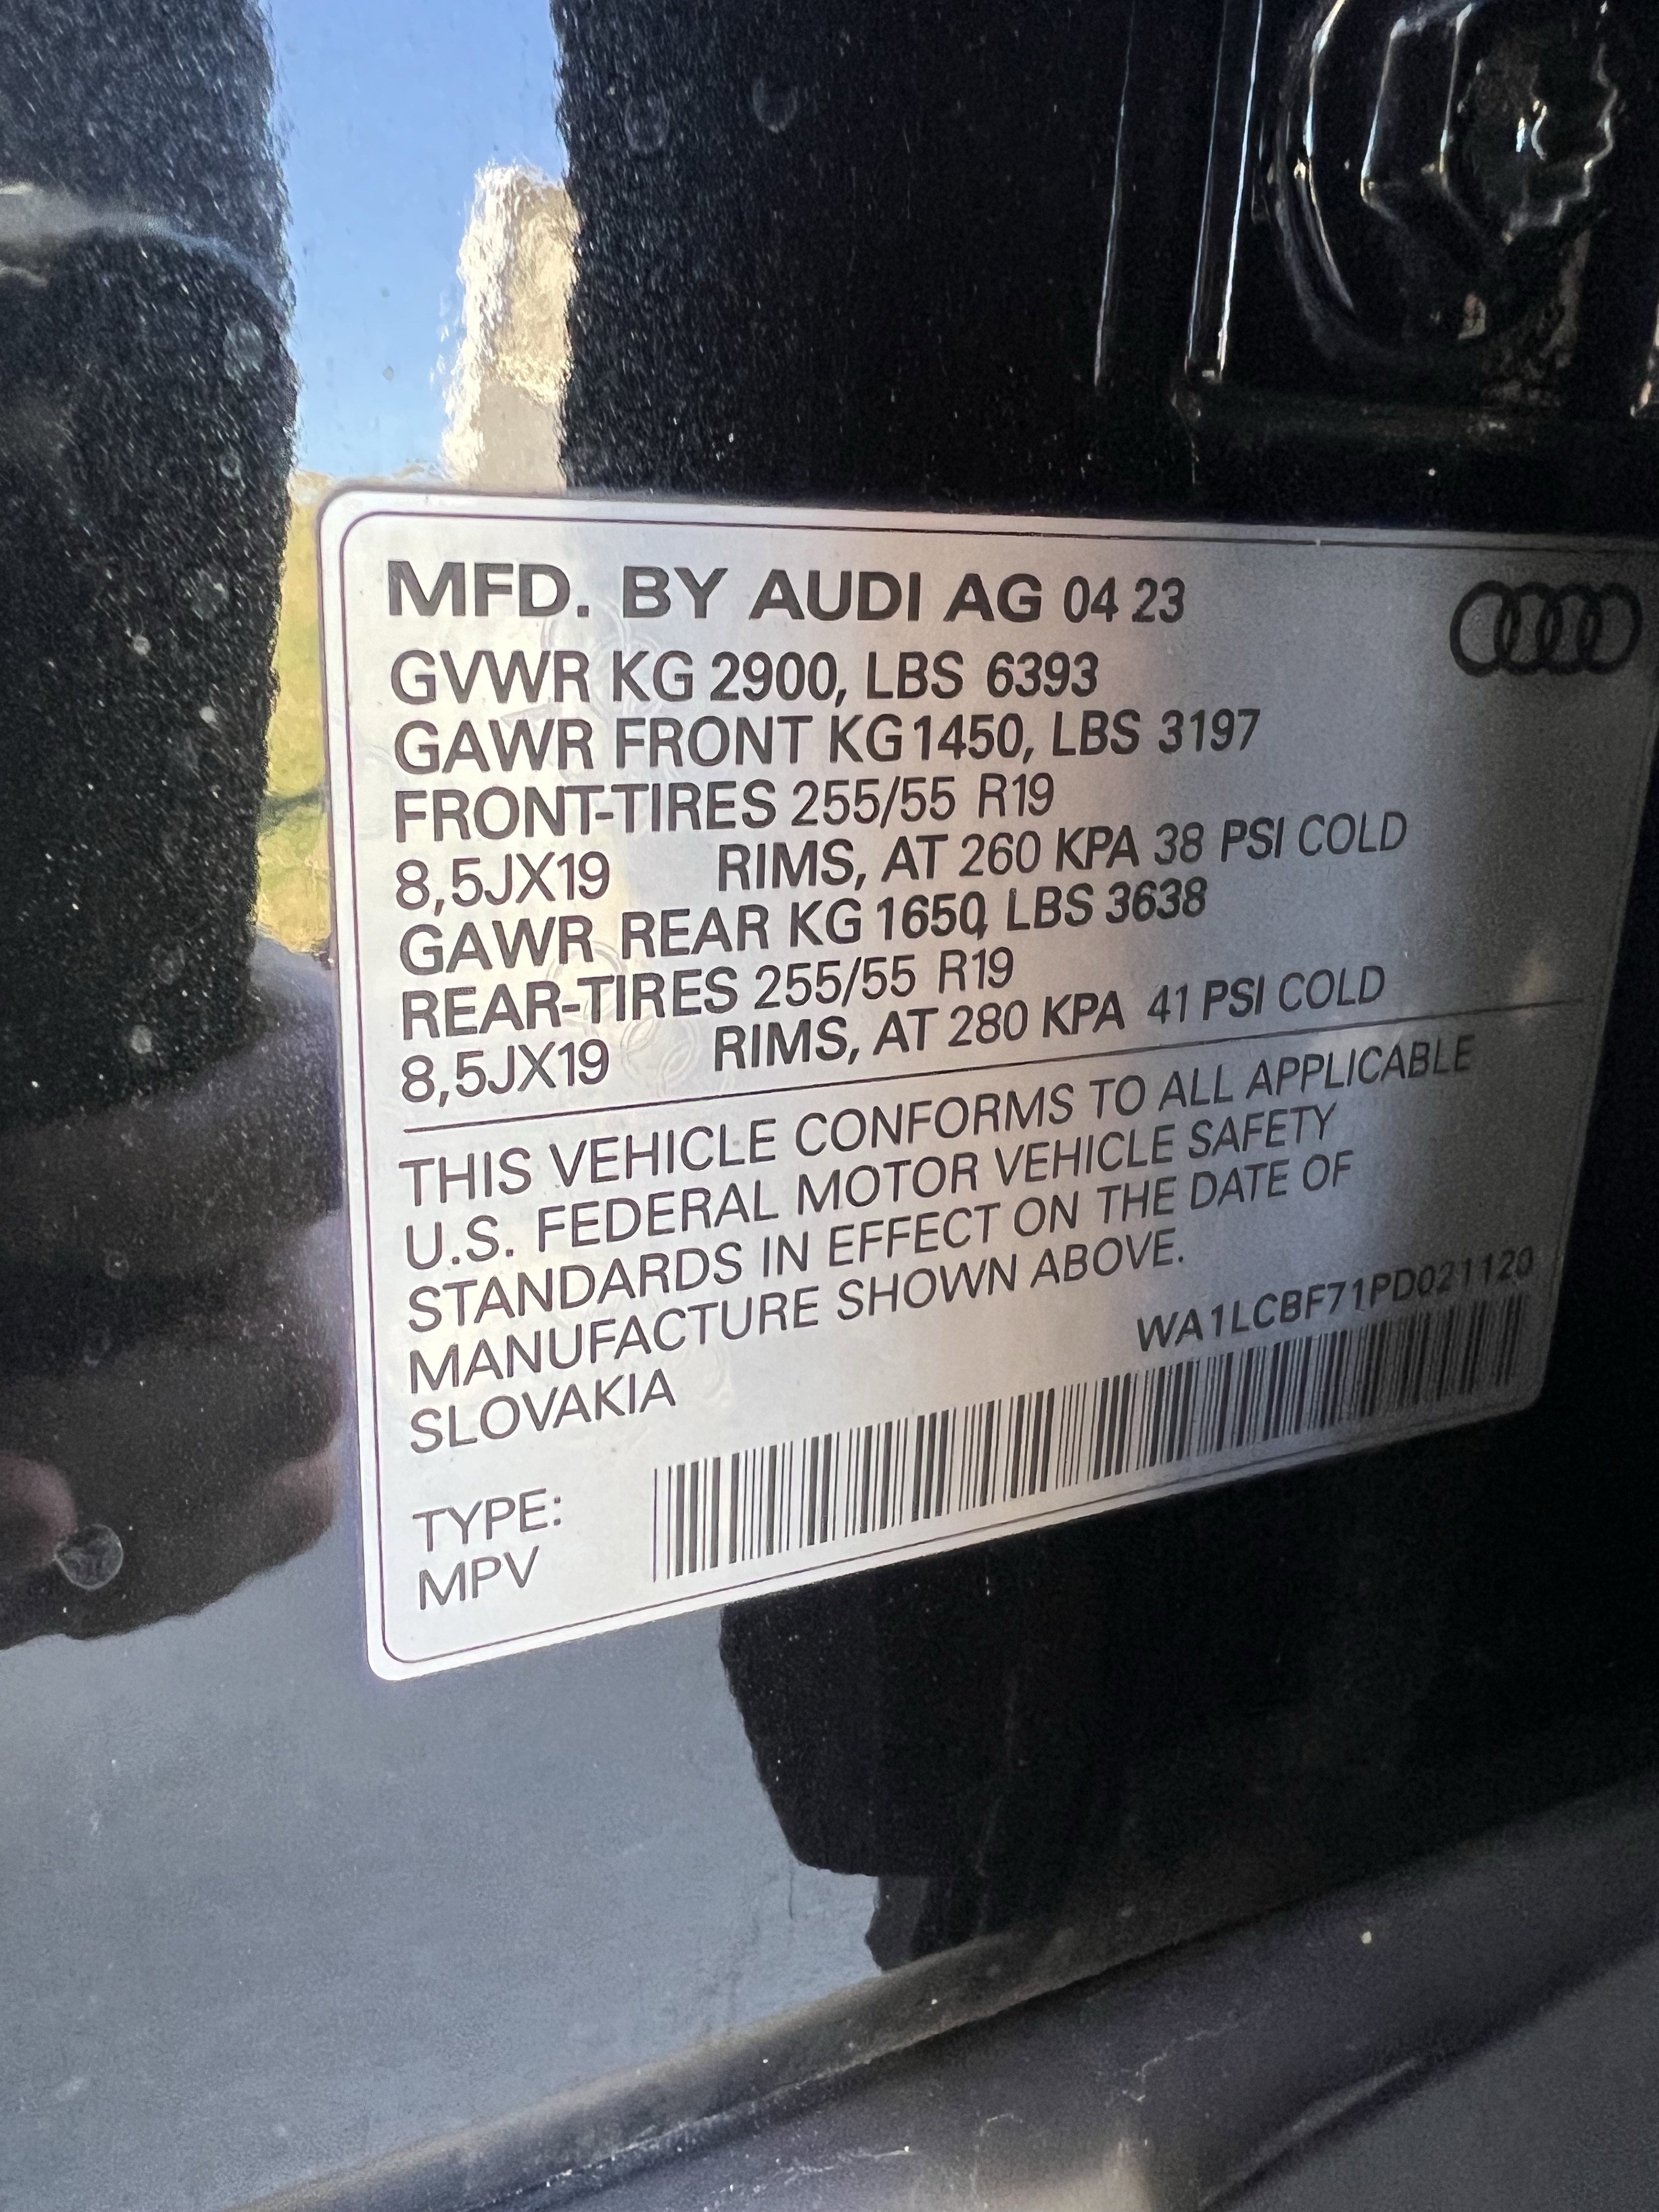 MFD. BY AUDI AG 04 23
GVWR KG 2900, LBS 6393
GAWR FRONT KG 1450, LBS 3197
FRONT-TIRES 255/55 R19
8,5JX19 RIMS, AT 260 KPA 38 PSI COLD
GAWR REAR KG 1650, LBS 3638
REAR-TIRES 255/55 R19
8,5JX19 RIMS, AT 280 KPA 41 PSI COLD
THIS VEHICLE CONFORMS TO ALL APPLICABLE
U.S. FEDERAL MOTOR VEHICLE SAFETY
STANDARDS IN EFFECT ON THE DATE OF
MANUFACTURE SHOWN ABOVE.
SLOVAKIA
WA1LCBF71PD021120
TYPE:
MPV